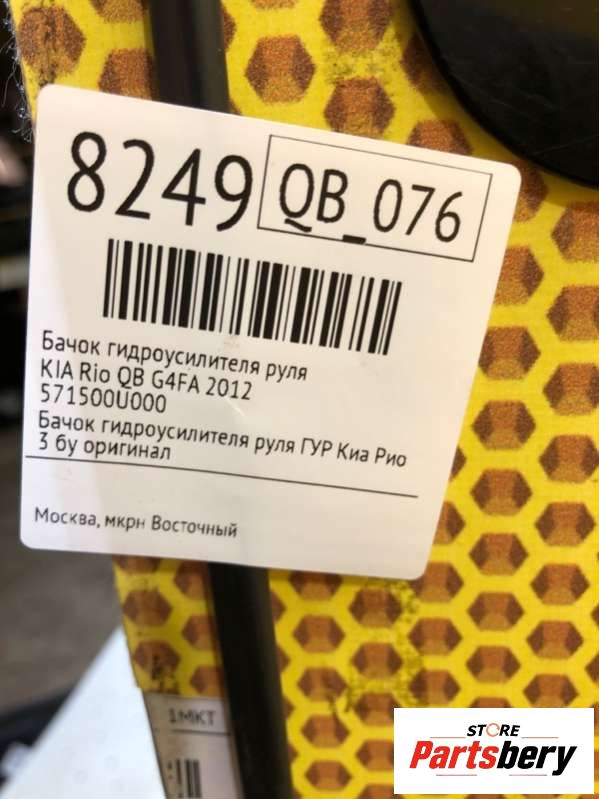 8249 QB_076
Бачок гидроусилителя руля
KIA Rio QB G4FA 2012
571500U000
Бачок гидроусилителя руля ГУР Киа Рио
3 бу оригинал
Москва, мкрн Восточный
1МКТ
STORE
Partsbery